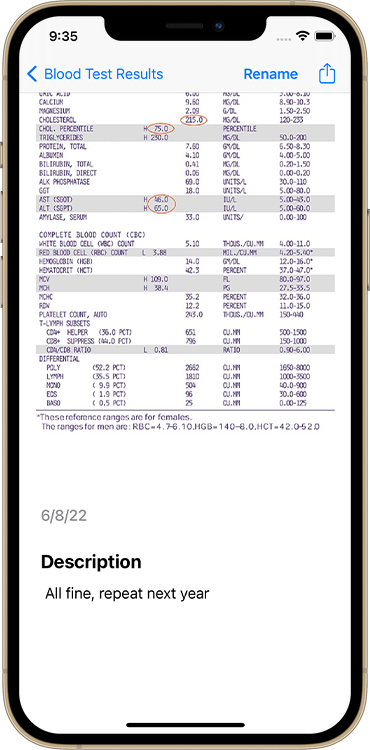 9:35
Blood Test Results Rename
URIC ACID 6.00 MG/DL 3.00-8.10
CALCIUM 9.60 MG/DL 8.90-10.3
MAGNESIUM 2.09 G/DL 1.50-2.50
CHOLESTEROL 215.0 MG/DL 120-233
CHOL. PERCENTILE H 75.0 PERCENTILE
TRIGLYCERIDES H 230.0 MG/DL 50.0-200
PROTEIN, TOTAL 7.60 GM/DL 6.50-8.30
ALBUMIN 4.10 GM/DL 4.00-5.00
BILIRUBIN, TOTAL 0.41 MG/DL 0.20-1.50
BILIRUBIN, DIRECT 0.06 MG/DL 0.00-0.20
ALK PHOSPHATASE 69.0 UNITS/L 30.0-110
GGT 18.0 UNITS/L 5.00-80.0
AST (SGOT) H 46.0 IU/L 5.00-43.0
ALT (SGPT) H 65.0 IU/L 5.00-60.0
AMYLASE, SERUM 33.0 UNITS/ 0.00-100
COMPLETE BLOOD COUNT (CBC)
WHITE BLOOD CELL (WBC) COUNT 5.10 THOUS./CU.MM 4.00-11.0
RED BLOOD CELL (RBC) COUNT L 3.88 MILL/CU.MM 4.20-5.40*
HEMOGLOBIN (HGB) 14.0 GM/DL 12.0-16.0*
HEMATOCRIT (HCT) 42.3 PERCENT 37.0-47.0*
MCV H 109.0 FL 80.0-97.0
MCH H 38.4 PG 27.5-33.5
MCHC 35.2 PERCENT 32.0-36.0
RDW 12.2 PERCENT 11.0-15.0
PLATELET COUNT, AUTO 243.0 THOUS./CU.MM 150-440
T-LYMPH SUBSETS
CD4+ HELPER (36.0 PCT) 651 CU.MM 500-1500
CD8+ SUPPRESS (44.0 PCT) 796 CU.MM 150-1000
CD4/CD8 RATIO L 0.81 RATIO 0.90-6.00
DIFFERENTIAL
POLY (52.2 PCT) 2662 CU.MM 1650-8000
LYMPH (35.5 PCT) 1810 CU.MM 1000-3500
MONO ( 9.9 PCT) 504 CU.MM 40.0-900
EOS ( 1.9 PCT) 96 CU.MM 30.0-600
BASO ( 0.5 PCT) 25 CU.MM 0.00-125
*These reference ranges are for females.
The ranges for men are: RBC=4.7-6.10,HGB=140-8.0,HCT=42.0-52.0
6/8/22
Description
All fine, repeat next year